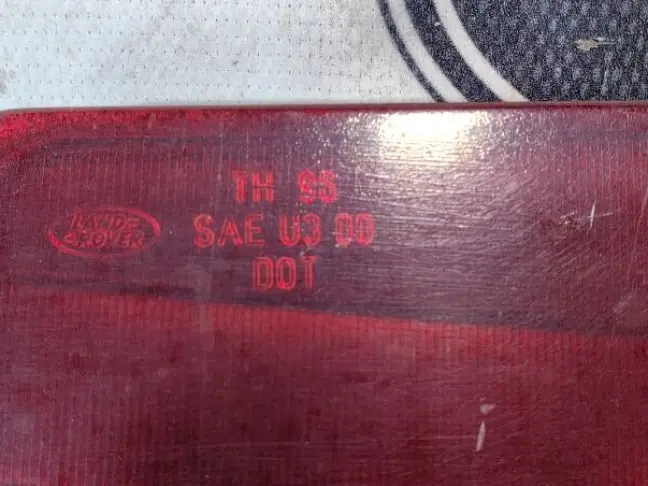 TH 95
LAND-
ROVER
SAE U3 00
DOT